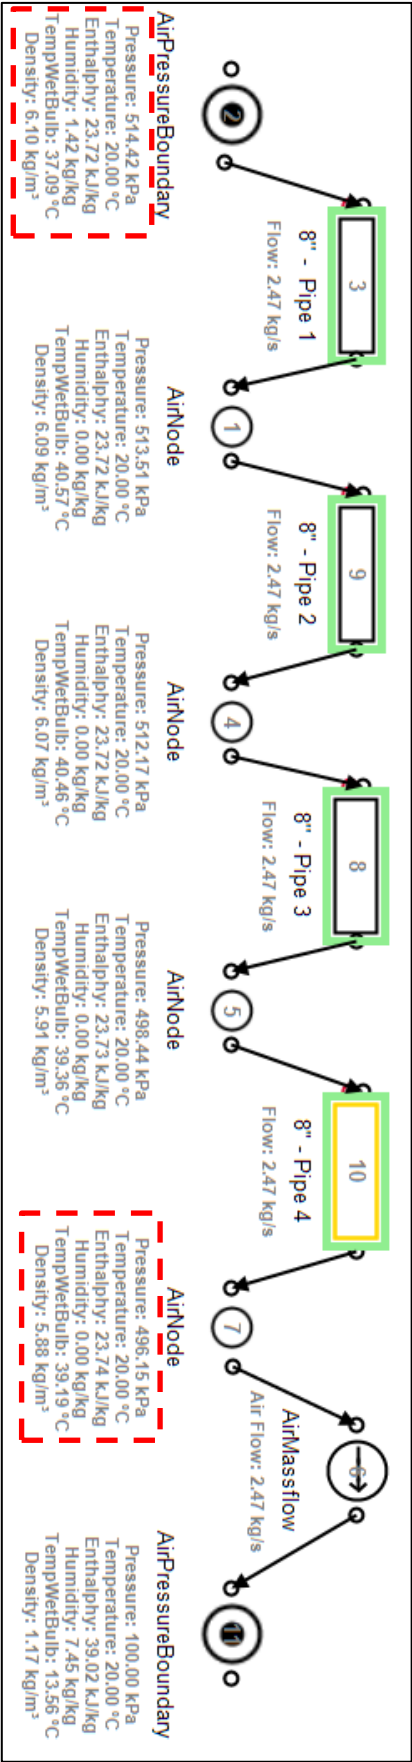 2
AirPressureBoundary
Pressure: 514.42 kPa
Temperature: 20.00 °C
Enthalphy: 23.72 kJ/kg
Humidity: 1.42 kg/kg
TempWetBulb: 37.09 °C
Density: 6.10 kg/m³
3
8" - Pipe 1
Flow: 2.47 kg/s
1
AirNode
Pressure: 513.51 kPa
Temperature: 20.00 °C
Enthalphy: 23.72 kJ/kg
Humidity: 0.00 kg/kg
TempWetBulb: 40.57 °C
Density: 6.09 kg/m³
9
8" - Pipe 2
Flow: 2.47 kg/s
4
AirNode
Pressure: 512.17 kPa
Temperature: 20.00 °C
Enthalphy: 23.72 kJ/kg
Humidity: 0.00 kg/kg
TempWetBulb: 40.46 °C
Density: 6.07 kg/m³
8
8" - Pipe 3
Flow: 2.47 kg/s
5
AirNode
Pressure: 498.44 kPa
Temperature: 20.00 °C
Enthalphy: 23.73 kJ/kg
Humidity: 0.00 kg/kg
TempWetBulb: 39.36 °C
Density: 5.91 kg/m³
10
8" - Pipe 4
Flow: 2.47 kg/s
7
AirNode
Pressure: 496.15 kPa
Temperature: 20.00 °C
Enthalphy: 23.74 kJ/kg
Humidity: 0.00 kg/kg
TempWetBulb: 39.19 °C
Density: 5.88 kg/m³
6
AirMassflow
Air Flow: 2.47 kg/s
11
AirPressureBoundary
Pressure: 100.00 kPa
Temperature: 20.00 °C
Enthalphy: 39.02 kJ/kg
Humidity: 7.45 kg/kg
TempWetBulb: 13.56 °C
Density: 1.17 kg/m³